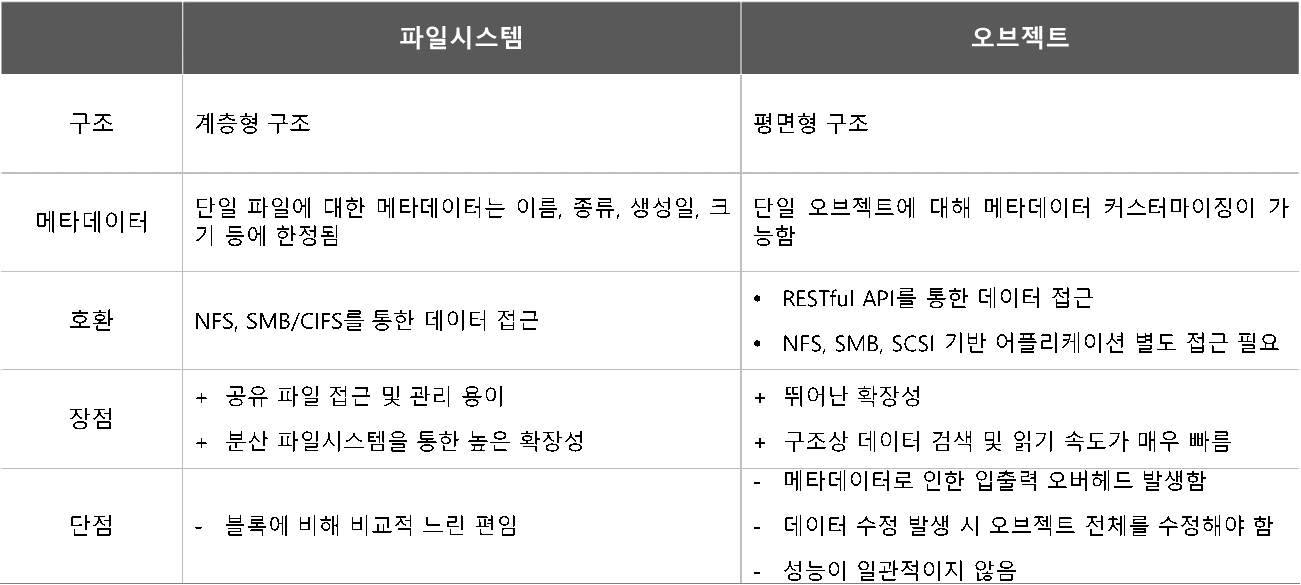 파일시스템
오브젝트
구조
계층형 구조
평면형 구조
메타데이터
단일 파일에 대한 메타데이터는 이름, 종류, 생성일, 크
기 등에 한정됨
단일 오브젝트에 대해 메타데이터 커스터마이징이 가
능함
호환
NFS, SMB/CIFS를 통한 데이터 접근
• RESTful API를 통한 데이터 접근
• NFS, SMB, SCSI 기반 어플리케이션 별도 접근 필요
장점
+ 공유 파일 접근 및 관리 용이
+ 분산 파일시스템을 통한 높은 확장성
+ 뛰어난 확장성
+ 구조상 데이터 검색 및 읽기 속도가 매우 빠름
단점
- 블록에 비해 비교적 느린 편임
- 메타데이터로 인한 입출력 오버헤드 발생함
- 데이터 수정 발생 시 오브젝트 전체를 수정해야 함
- 성능이 일관적이지 않음